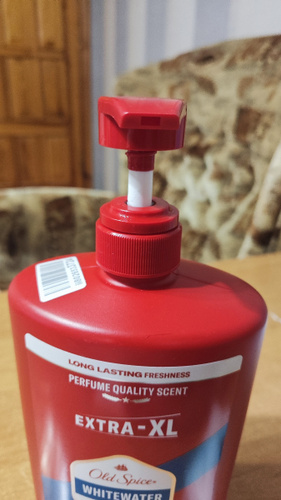 LONG LASTING FRESHNESS
PERFUME QUALITY SCENT
EXTRA-XL
Old Spice
WHITEWATER